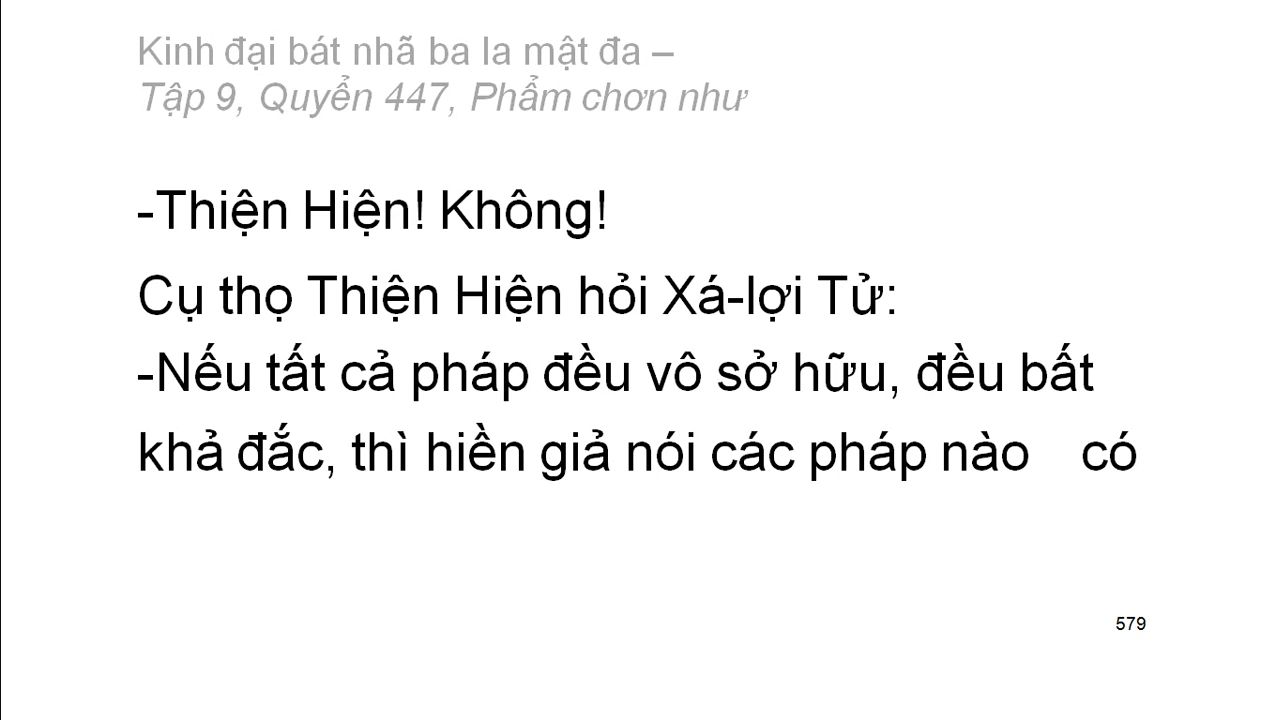 Kinh đại bát nhã ba la mật đa –
Tập 9, Quyển 447, Phẩm chơn như
-Thiện Hiện! Không!
Cụ thọ Thiện Hiện hỏi Xá-lợi Tử:
-Nếu tất cả pháp đều vô sở hữu, đều bất
khả đắc, thì hiền giả nói các pháp nào có
579